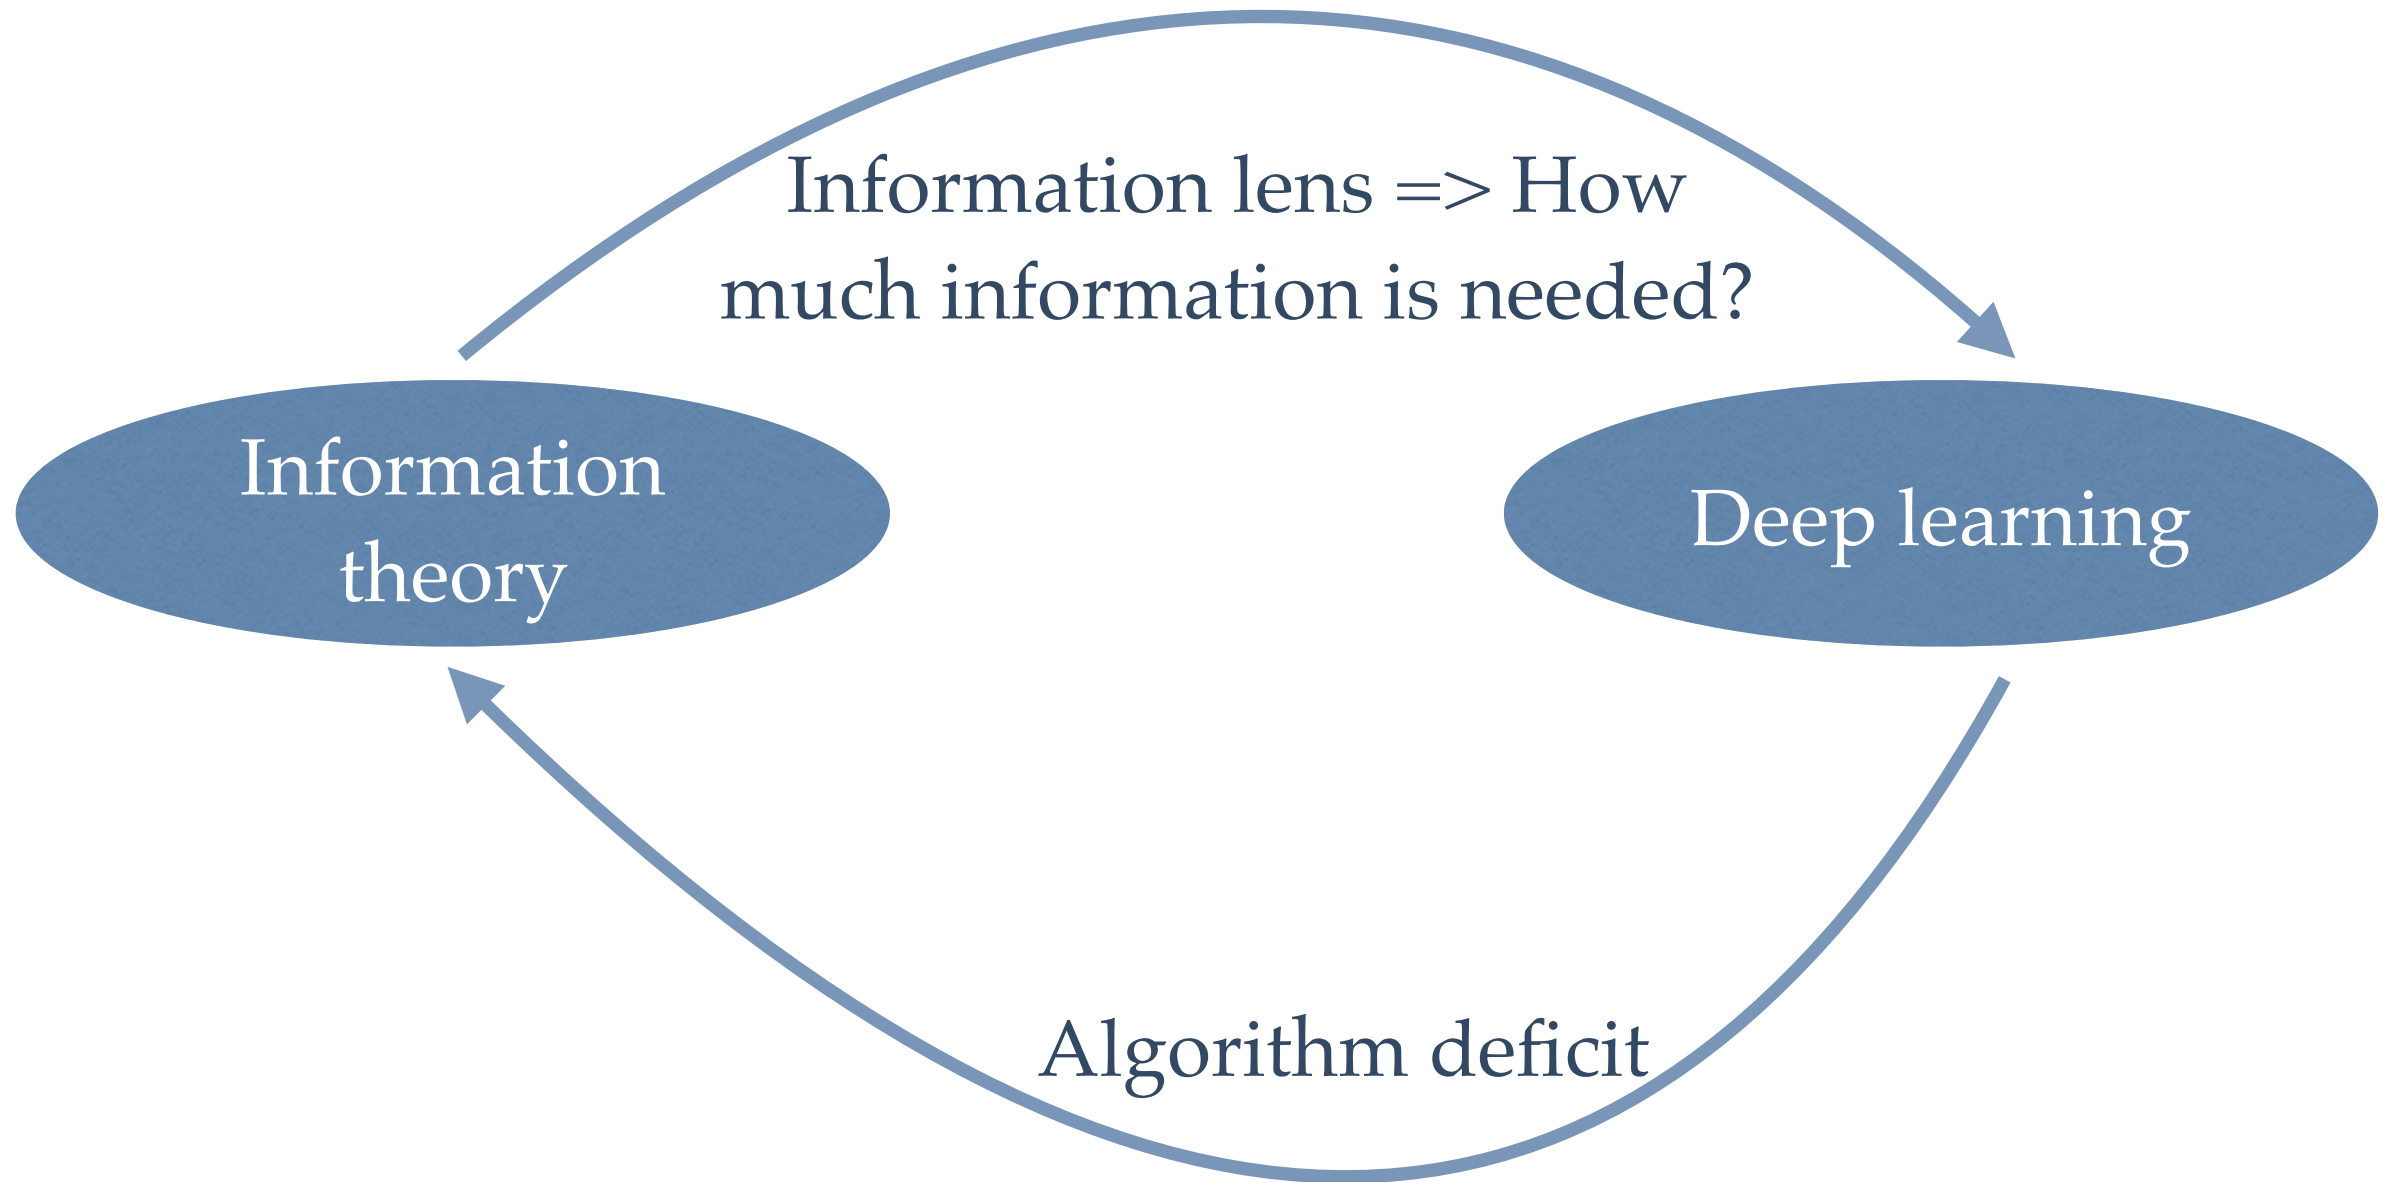 Information lens => How
much information is needed?
Information
theory
Deep learning
Algorithm deficit